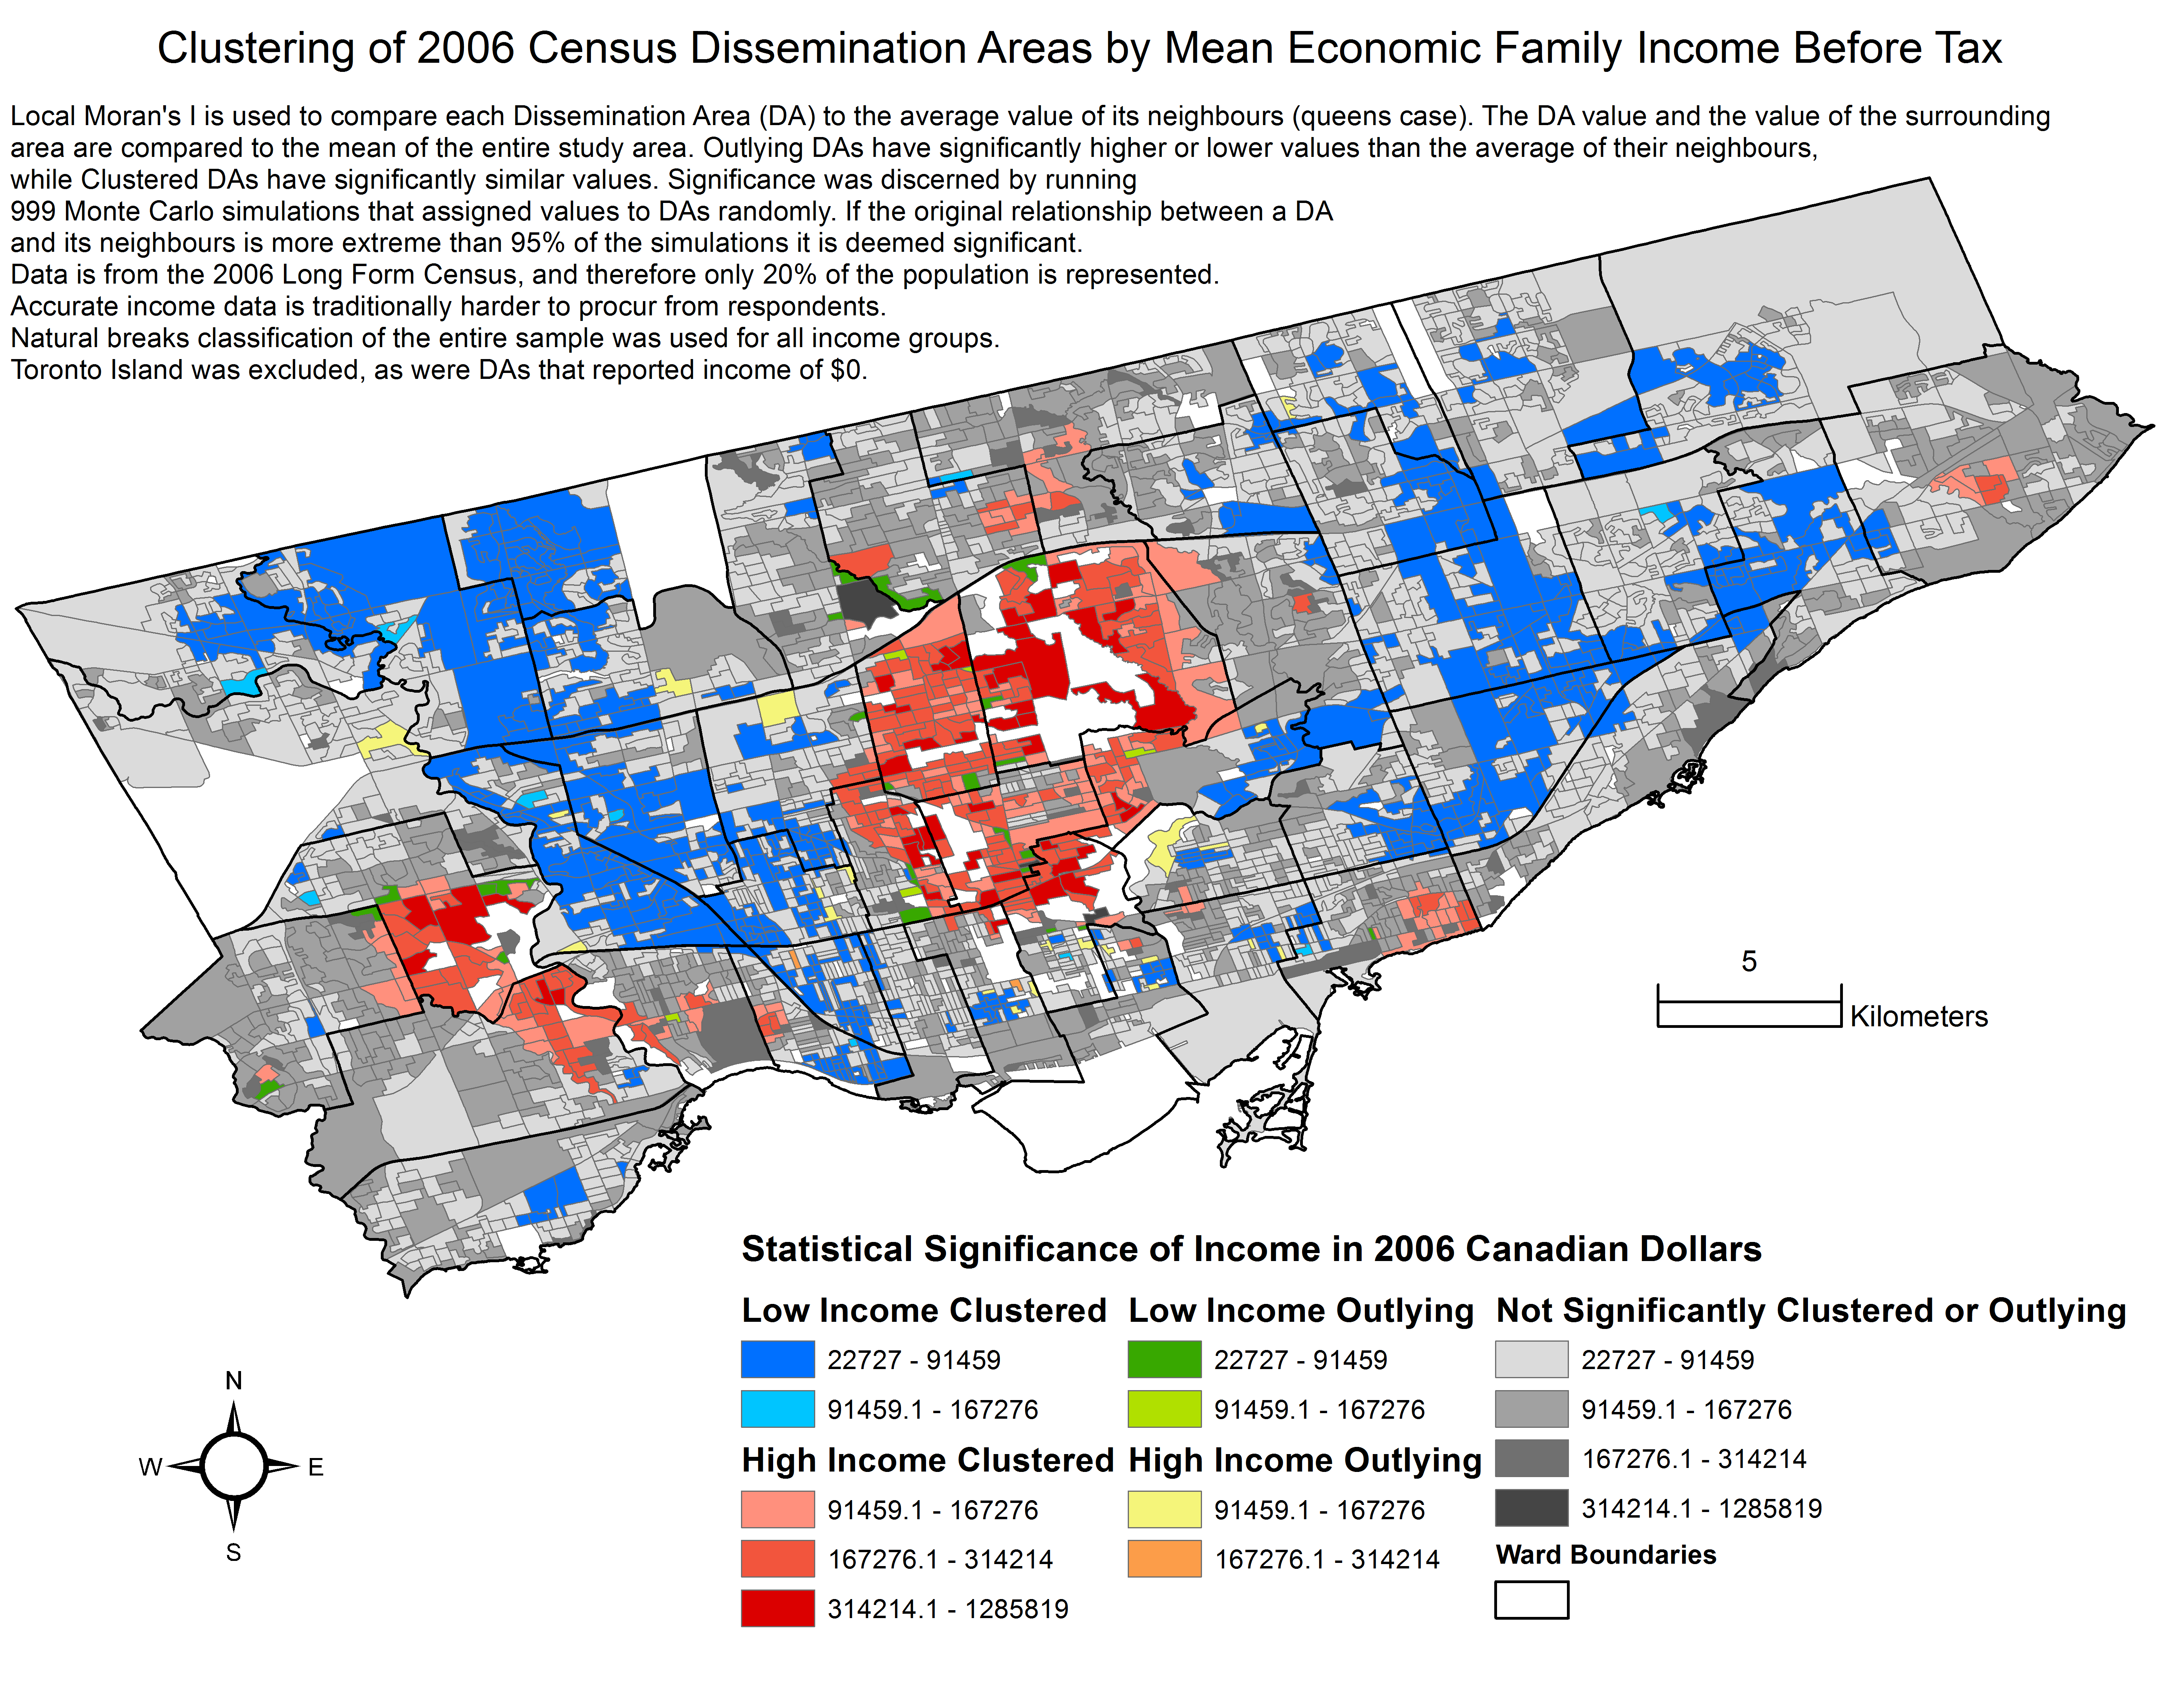 Clustering of 2006 Census Dissemination Areas by Mean Economic Family Income Before Tax
Local Moran's I is used to compare each Dissemination Area (DA) to the average value of its neighbours (queens case). The DA value and the value of the surrounding
area are compared to the mean of the entire study area. Outlying DAs have significantly higher or lower values than the average of their neighbours,
while Clustered DAs have significantly similar values. Significance was discerned by running
999 Monte Carlo simulations that assigned values to DAs randomly. If the original relationship between a DA
and its neighbours is more extreme than 95% of the simulations it is deemed significant.
Data is from the 2006 Long Form Census, and therefore only 20% of the population is represented.
Accurate income data is traditionally harder to procur from respondents.
Natural breaks classification of the entire sample was used for all income groups.
Toronto Island was excluded, as were DAs that reported income of $0.
5
Kilometers
Statistical Significance of Income in 2006 Canadian Dollars
Low Income Clustered
22727 - 91459
91459.1 - 167276
High Income Clustered
91459.1 - 167276
167276.1 - 314214
314214.1 - 1285819
Low Income Outlying
22727 - 91459
91459.1 - 167276
High Income Outlying
91459.1 - 167276
167276.1 - 314214
Not Significantly Clustered or Outlying
22727 - 91459
91459.1 - 167276
167276.1 - 314214
314214.1 - 1285819
Ward Boundaries
N
W
E
S